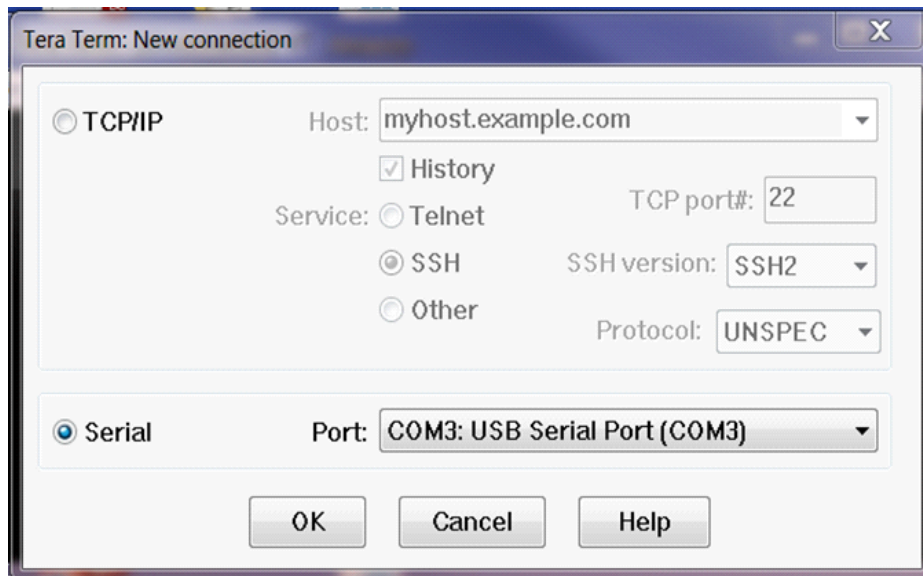 Tera Term: New connection
TCP/IP
Host: myhost.example.com
History
Service: Telnet
TCP port#: 22
SSH
SSH version: SSH2
Other
Protocol: UNSPEC
Serial
Port: COM3: USB Serial Port (COM3)
OK Cancel Help